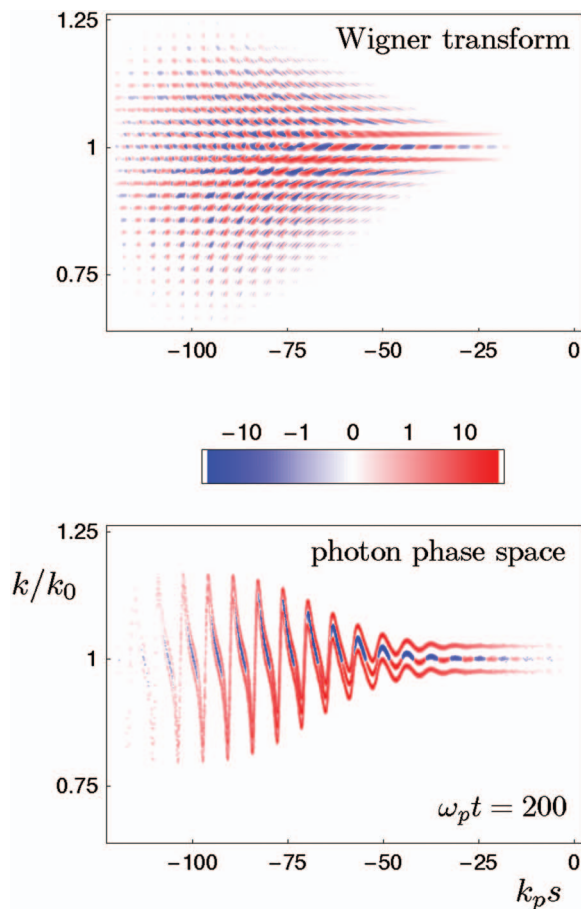 1.25
Wigner transform
1
0.75
−100 −75 −50 −25 0
−10 −1 0 1 10
1.25
photon phase space
k/k₀
1
0.75
ωₚt = 200
−100 −75 −50 −25 0
kₚs